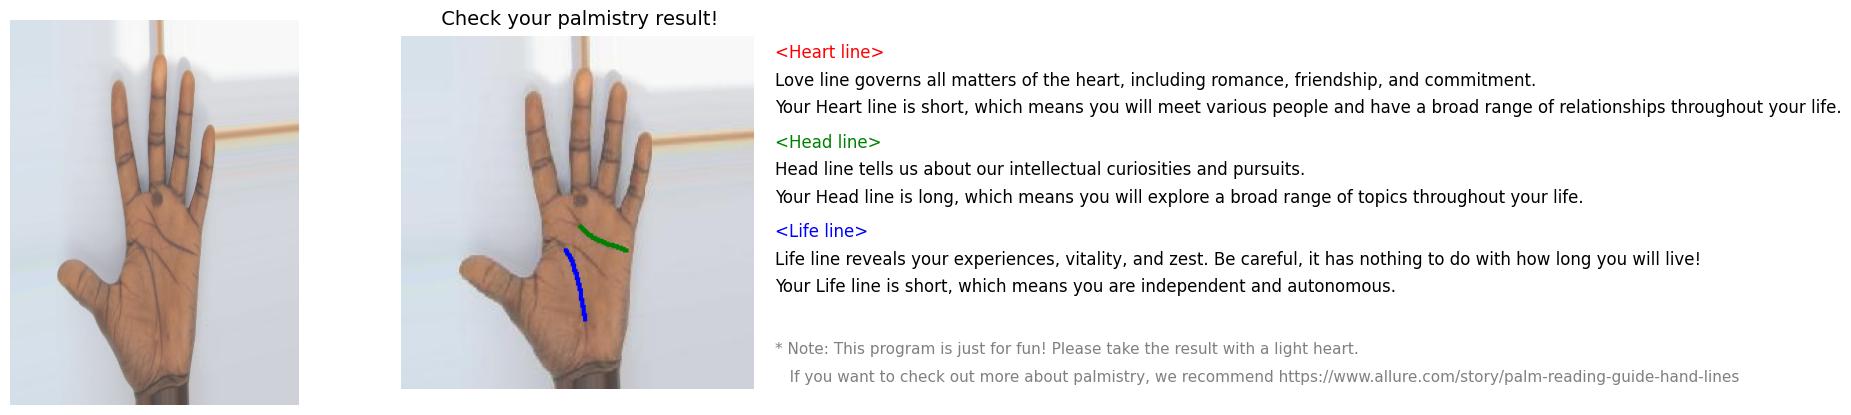 Check your palmistry result!
<Heart line>
Love line governs all matters of the heart, including romance, friendship, and commitment.
Your Heart line is short, which means you will meet various people and have a broad range of relationships throughout your life.
<Head line>
Head line tells us about our intellectual curiosities and pursuits.
Your Head line is long, which means you will explore a broad range of topics throughout your life.
<Life line>
Life line reveals your experiences, vitality, and zest. Be careful, it has nothing to do with how long you will live!
Your Life line is short, which means you are independent and autonomous.
* Note: This program is just for fun! Please take the result with a light heart.
If you want to check out more about palmistry, we recommend https://www.allure.com/story/palm-reading-guide-hand-lines